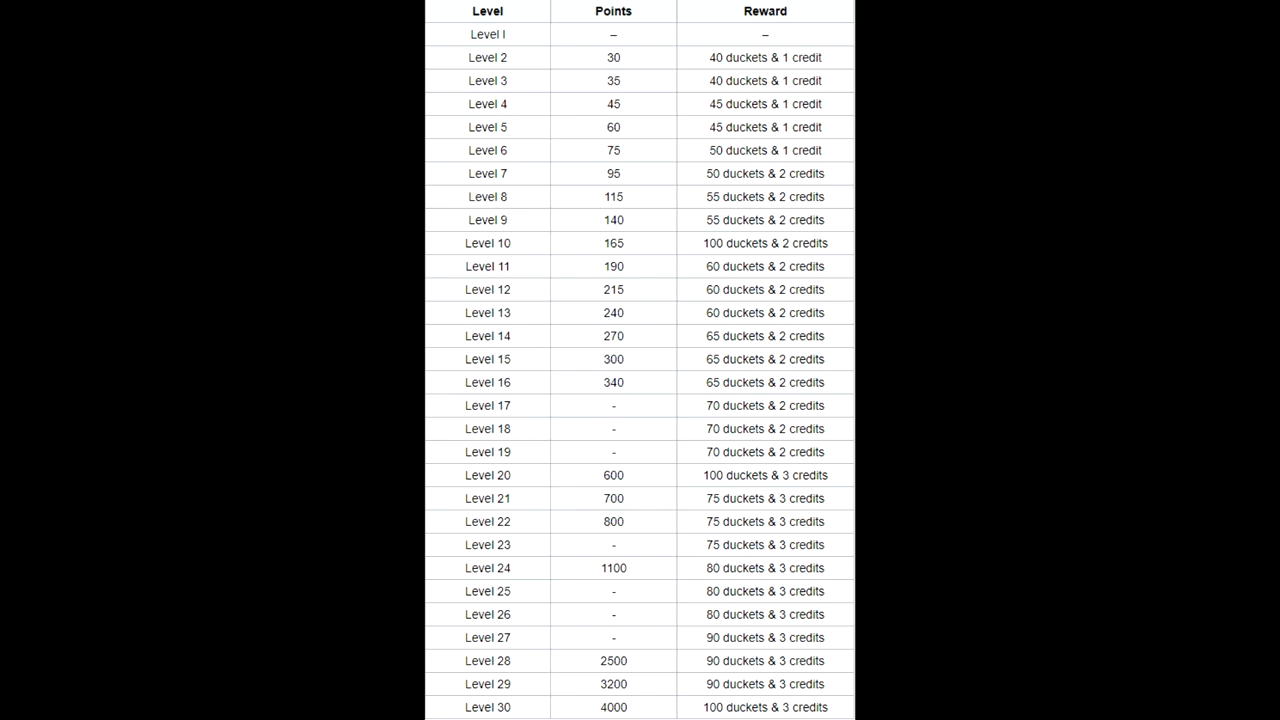 Level Points Reward
Level I – –
Level 2 30 40 duckets & 1 credit
Level 3 35 40 duckets & 1 credit
Level 4 45 45 duckets & 1 credit
Level 5 60 45 duckets & 1 credit
Level 6 75 50 duckets & 1 credit
Level 7 95 50 duckets & 2 credits
Level 8 115 55 duckets & 2 credits
Level 9 140 55 duckets & 2 credits
Level 10 165 100 duckets & 2 credits
Level 11 190 60 duckets & 2 credits
Level 12 215 60 duckets & 2 credits
Level 13 240 60 duckets & 2 credits
Level 14 270 65 duckets & 2 credits
Level 15 300 65 duckets & 2 credits
Level 16 340 65 duckets & 2 credits
Level 17 - 70 duckets & 2 credits
Level 18 - 70 duckets & 2 credits
Level 19 - 70 duckets & 2 credits
Level 20 600 100 duckets & 3 credits
Level 21 700 75 duckets & 3 credits
Level 22 800 75 duckets & 3 credits
Level 23 - 75 duckets & 3 credits
Level 24 1100 80 duckets & 3 credits
Level 25 - 80 duckets & 3 credits
Level 26 - 80 duckets & 3 credits
Level 27 - 90 duckets & 3 credits
Level 28 2500 90 duckets & 3 credits
Level 29 3200 90 duckets & 3 credits
Level 30 4000 100 duckets & 3 credits